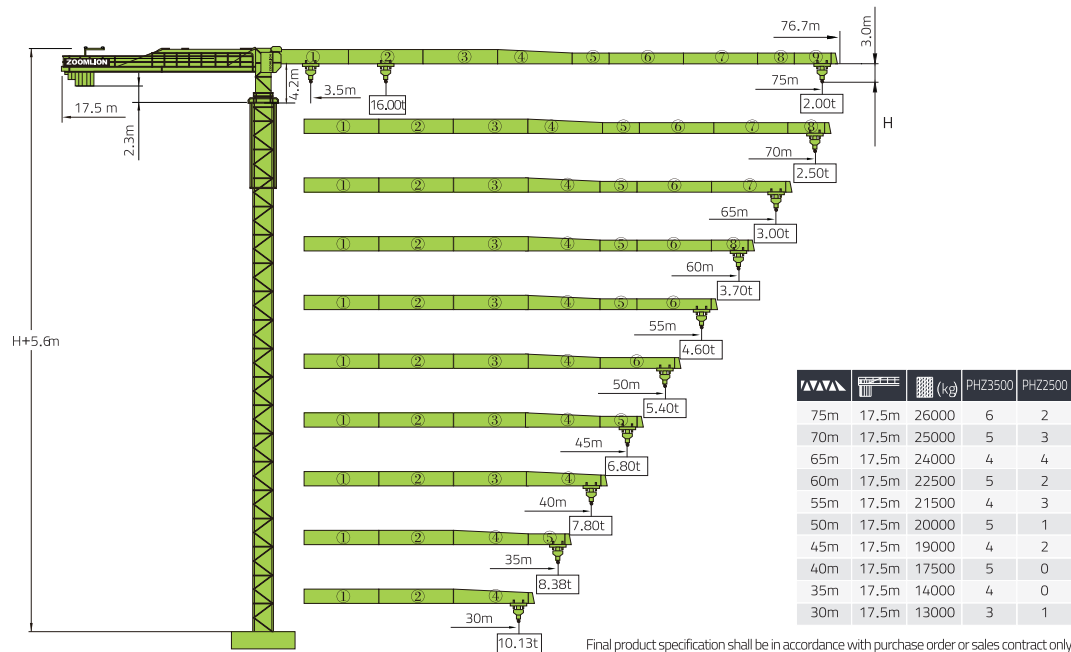 76.7m
3.0m
ZOOMLION
① ② ③ ④ ⑤ ⑥ ⑦ ⑧ ⑨
17.5 m
2.3m
4.2m
3.5m
16.00t
75m
2.00t
H
① ② ③ ④ ⑤ ⑥ ⑦ ⑧
70m
2.50t
① ② ③ ④ ⑤ ⑥ ⑦
65m
3.00t
① ② ③ ④ ⑤ ⑥ ⑧
60m
3.70t
① ② ③ ④ ⑤ ⑥
55m
4.60t
H+5.6m
① ② ③ ④ ⑥
50m
5.40t
① ② ③ ④ ⑤
45m
6.80t
① ② ③ ④
40m
7.80t
① ② ④ ⑤
35m
8.38t
① ② ④
30m
10.13t
(kg) PHZ3500 PHZ2500
75m 17.5m 26000 6 2
70m 17.5m 25000 5 3
65m 17.5m 24000 4 4
60m 17.5m 22500 5 2
55m 17.5m 21500 4 3
50m 17.5m 20000 5 1
45m 17.5m 19000 4 2
40m 17.5m 17500 5 0
35m 17.5m 14000 4 0
30m 17.5m 13000 3 1
Final product specification shall be in accordance with purchase order or sales contract only